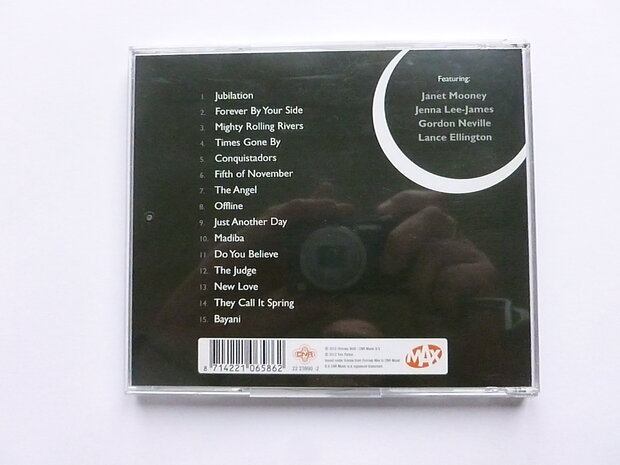 1. Jubilation
2. Forever By Your Side
3. Mighty Rolling Rivers
4. Times Gone By
5. Conquistadors
6. Fifth of November
7. The Angel
8. Offline
9. Just Another Day
10. Madiba
11. Do You Believe
12. The Judge
13. New Love
14. They Call It Spring
15. Bayani
Featuring:
Janet Mooney
Jenna Lee-James
Gordon Neville
Lance Ellington
8 714221 065862
CNR
MAX